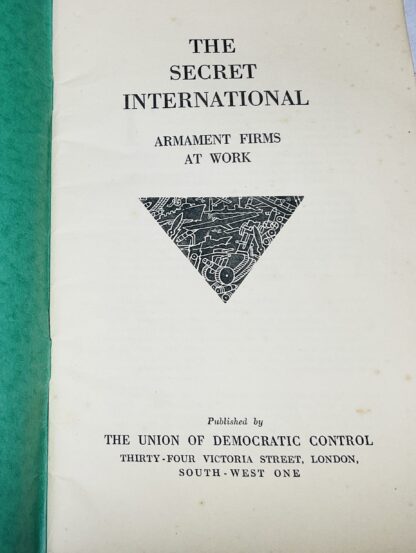 THE
SECRET
INTERNATIONAL
ARMAMENT FIRMS
AT WORK
Published by
THE UNION OF DEMOCRATIC CONTROL
THIRTY-FOUR VICTORIA STREET, LONDON,
SOUTH-WEST ONE